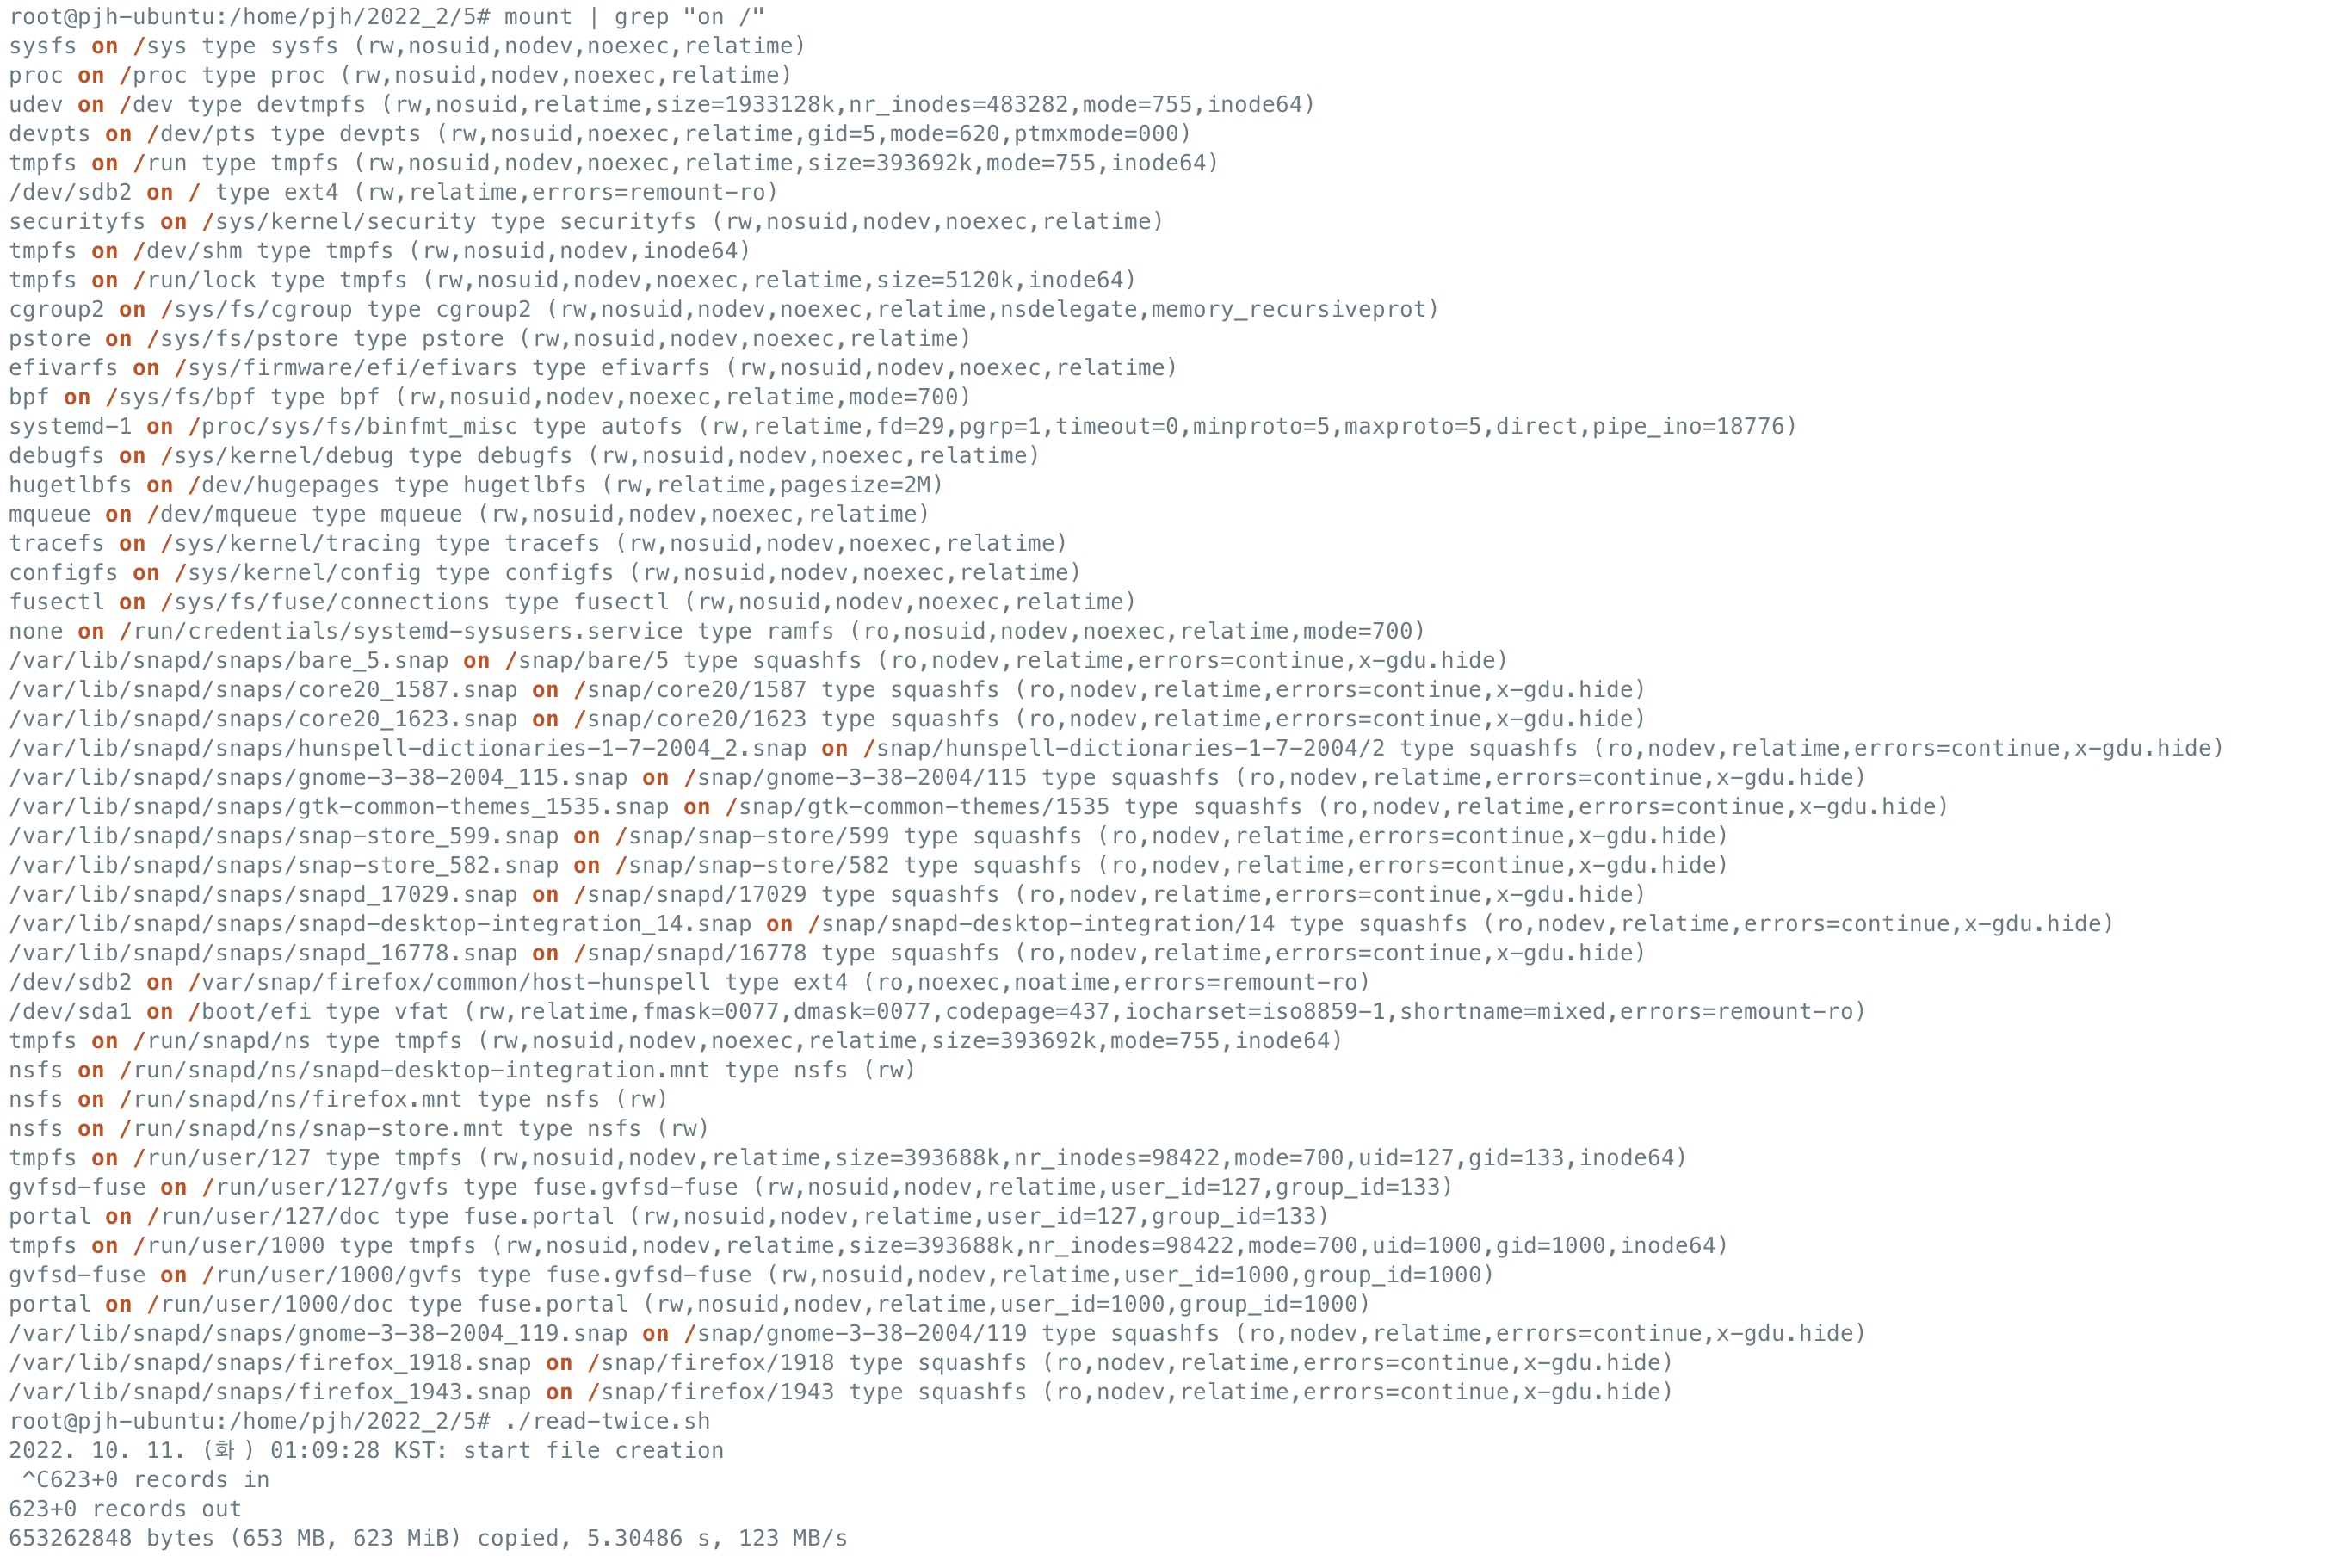 root@pjh-ubuntu:/home/pjh/2022_2/5# mount | grep "on /"
sysfs on /sys type sysfs (rw,nosuid,nodev,noexec,relatime)
proc on /proc type proc (rw,nosuid,nodev,noexec,relatime)
udev on /dev type devtmpfs (rw,nosuid,relatime,size=1933128k,nr_inodes=483282,mode=755,inode64)
devpts on /dev/pts type devpts (rw,nosuid,noexec,relatime,gid=5,mode=620,ptmxmode=000)
tmpfs on /run type tmpfs (rw,nosuid,nodev,noexec,relatime,size=393692k,mode=755,inode64)
/dev/sdb2 on / type ext4 (rw,relatime,errors=remount-ro)
securityfs on /sys/kernel/security type securityfs (rw,nosuid,nodev,noexec,relatime)
tmpfs on /dev/shm type tmpfs (rw,nosuid,nodev,inode64)
tmpfs on /run/lock type tmpfs (rw,nosuid,nodev,noexec,relatime,size=5120k,inode64)
cgroup2 on /sys/fs/cgroup type cgroup2 (rw,nosuid,nodev,noexec,relatime,nsdelegate,memory_recursiveprot)
pstore on /sys/fs/pstore type pstore (rw,nosuid,nodev,noexec,relatime)
efivarfs on /sys/firmware/efi/efivars type efivarfs (rw,nosuid,nodev,noexec,relatime)
bpf on /sys/fs/bpf type bpf (rw,nosuid,nodev,noexec,relatime,mode=700)
systemd-1 on /proc/sys/fs/binfmt_misc type autofs (rw,relatime,fd=29,pgrp=1,timeout=0,minproto=5,maxproto=5,direct,pipe_ino=18776)
debugfs on /sys/kernel/debug type debugfs (rw,nosuid,nodev,noexec,relatime)
hugetlbfs on /dev/hugepages type hugetlbfs (rw,relatime,pagesize=2M)
mqueue on /dev/mqueue type mqueue (rw,nosuid,nodev,noexec,relatime)
tracefs on /sys/kernel/tracing type tracefs (rw,nosuid,nodev,noexec,relatime)
configfs on /sys/kernel/config type configfs (rw,nosuid,nodev,noexec,relatime)
fusectl on /sys/fs/fuse/connections type fusectl (rw,nosuid,nodev,noexec,relatime)
none on /run/credentials/systemd-sysusers.service type ramfs (ro,nosuid,nodev,noexec,relatime,mode=700)
/var/lib/snapd/snaps/bare_5.snap on /snap/bare/5 type squashfs (ro,nodev,relatime,errors=continue,x-gdu.hide)
/var/lib/snapd/snaps/core20_1587.snap on /snap/core20/1587 type squashfs (ro,nodev,relatime,errors=continue,x-gdu.hide)
/var/lib/snapd/snaps/core20_1623.snap on /snap/core20/1623 type squashfs (ro,nodev,relatime,errors=continue,x-gdu.hide)
/var/lib/snapd/snaps/hunspell-dictionaries-1-7-2004_2.snap on /snap/hunspell-dictionaries-1-7-2004/2 type squashfs (ro,nodev,relatime,errors=continue,x-gdu.hide)
/var/lib/snapd/snaps/gnome-3-38-2004_115.snap on /snap/gnome-3-38-2004/115 type squashfs (ro,nodev,relatime,errors=continue,x-gdu.hide)
/var/lib/snapd/snaps/gtk-common-themes_1535.snap on /snap/gtk-common-themes/1535 type squashfs (ro,nodev,relatime,errors=continue,x-gdu.hide)
/var/lib/snapd/snaps/snap-store_599.snap on /snap/snap-store/599 type squashfs (ro,nodev,relatime,errors=continue,x-gdu.hide)
/var/lib/snapd/snaps/snap-store_582.snap on /snap/snap-store/582 type squashfs (ro,nodev,relatime,errors=continue,x-gdu.hide)
/var/lib/snapd/snaps/snapd_17029.snap on /snap/snapd/17029 type squashfs (ro,nodev,relatime,errors=continue,x-gdu.hide)
/var/lib/snapd/snaps/snapd-desktop-integration_14.snap on /snap/snapd-desktop-integration/14 type squashfs (ro,nodev,relatime,errors=continue,x-gdu.hide)
/var/lib/snapd/snaps/snapd_16778.snap on /snap/snapd/16778 type squashfs (ro,nodev,relatime,errors=continue,x-gdu.hide)
/dev/sdb2 on /var/snap/firefox/common/host-hunspell type ext4 (ro,noexec,noatime,errors=remount-ro)
/dev/sda1 on /boot/efi type vfat (rw,relatime,fmask=0077,dmask=0077,codepage=437,iocharset=iso8859-1,shortname=mixed,errors=remount-ro)
tmpfs on /run/snapd/ns type tmpfs (rw,nosuid,nodev,noexec,relatime,size=393692k,mode=755,inode64)
nsfs on /run/snapd/ns/snapd-desktop-integration.mnt type nsfs (rw)
nsfs on /run/snapd/ns/firefox.mnt type nsfs (rw)
nsfs on /run/snapd/ns/snap-store.mnt type nsfs (rw)
tmpfs on /run/user/127 type tmpfs (rw,nosuid,nodev,relatime,size=393688k,nr_inodes=98422,mode=700,uid=127,gid=133,inode64)
gvfsd-fuse on /run/user/127/gvfs type fuse.gvfsd-fuse (rw,nosuid,nodev,relatime,user_id=127,group_id=133)
portal on /run/user/127/doc type fuse.portal (rw,nosuid,nodev,relatime,user_id=127,group_id=133)
tmpfs on /run/user/1000 type tmpfs (rw,nosuid,nodev,relatime,size=393688k,nr_inodes=98422,mode=700,uid=1000,gid=1000,inode64)
gvfsd-fuse on /run/user/1000/gvfs type fuse.gvfsd-fuse (rw,nosuid,nodev,relatime,user_id=1000,group_id=1000)
portal on /run/user/1000/doc type fuse.portal (rw,nosuid,nodev,relatime,user_id=1000,group_id=1000)
/var/lib/snapd/snaps/gnome-3-38-2004_119.snap on /snap/gnome-3-38-2004/119 type squashfs (ro,nodev,relatime,errors=continue,x-gdu.hide)
/var/lib/snapd/snaps/firefox_1918.snap on /snap/firefox/1918 type squashfs (ro,nodev,relatime,errors=continue,x-gdu.hide)
/var/lib/snapd/snaps/firefox_1943.snap on /snap/firefox/1943 type squashfs (ro,nodev,relatime,errors=continue,x-gdu.hide)
root@pjh-ubuntu:/home/pjh/2022_2/5# ./read-twice.sh
2022. 10. 11. (화 ) 01:09:28 KST: start file creation
^C623+0 records in
623+0 records out
653262848 bytes (653 MB, 623 MiB) copied, 5.30486 s, 123 MB/s